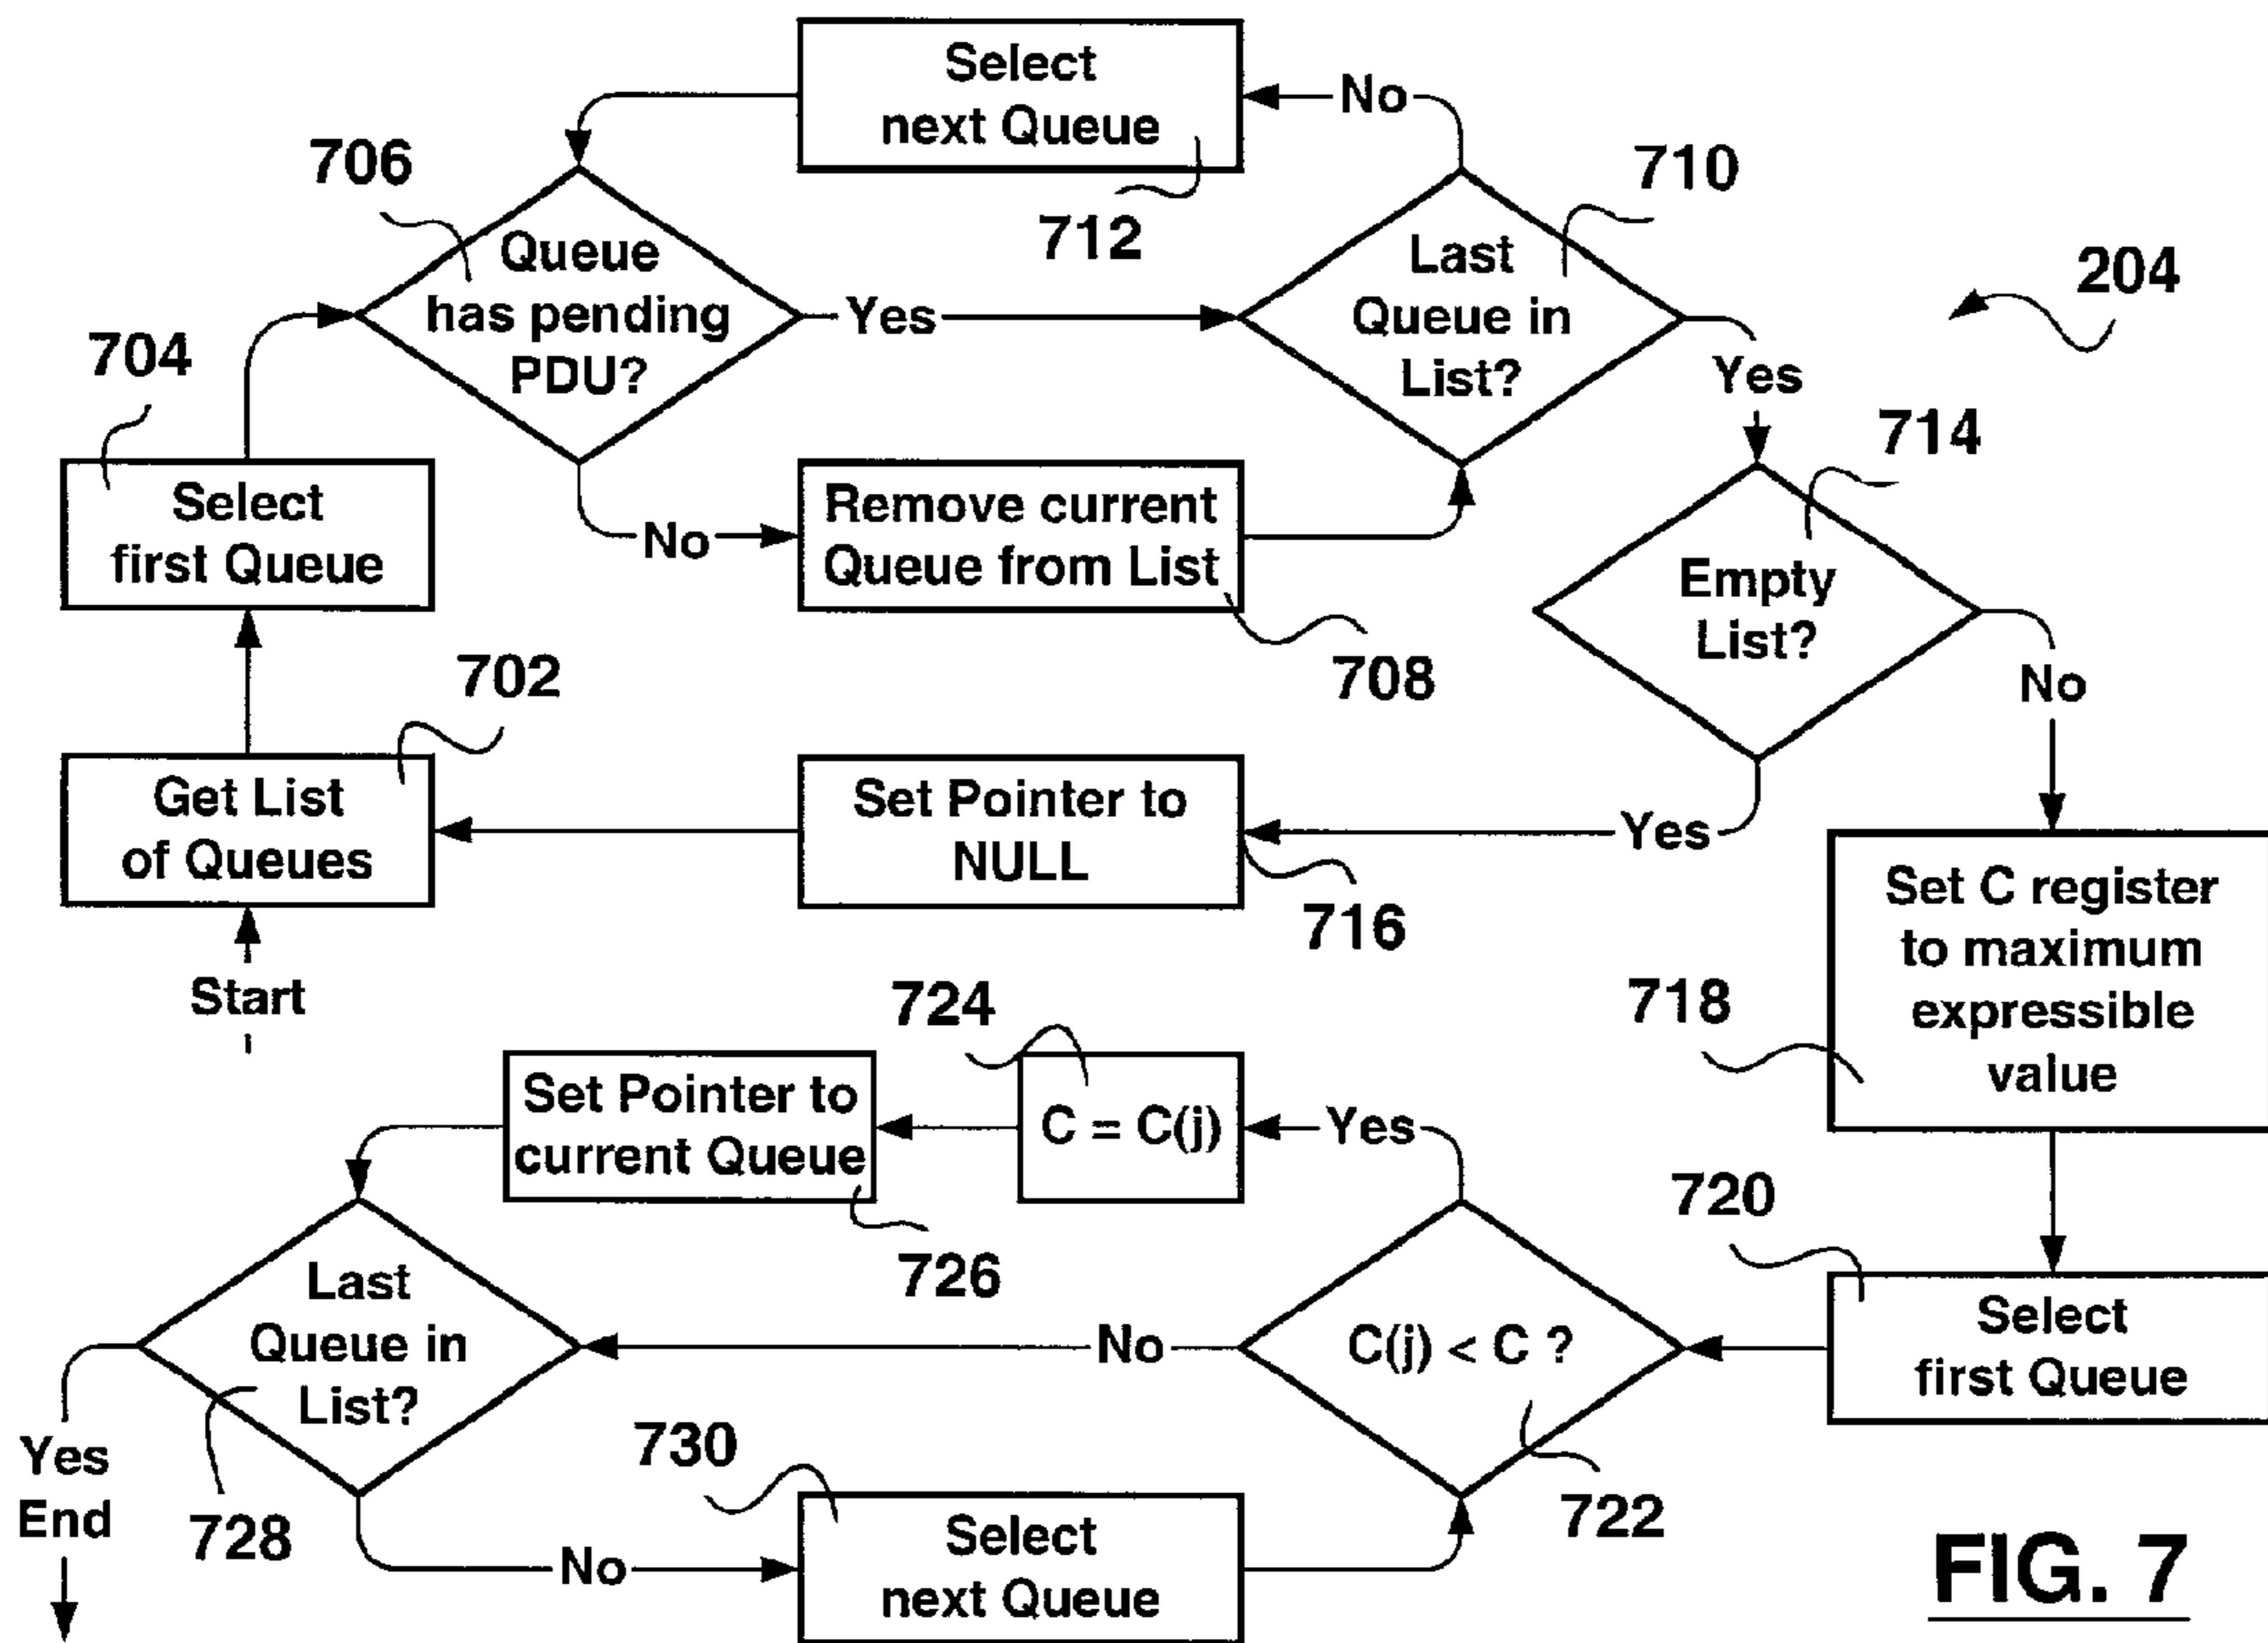 Select
next Queue
No
706
710
712
Queue
has pending
PDU?
Yes
Last
Queue in
List?
204
704
Yes
714
Select
first Queue
No
Remove current
Queue from List
Empty
List?
702
708
No
Get List
of Queues
Set Pointer to
NULL
Yes
716
Set C register
to maximum
expressible
value
Start
718
724
Set Pointer to
current Queue
C = C(j)
Yes
720
726
Last
Queue in
List?
No
C(j) < C ?
Select
first Queue
Yes
End
728
730
No
Select
next Queue
722
FIG. 7